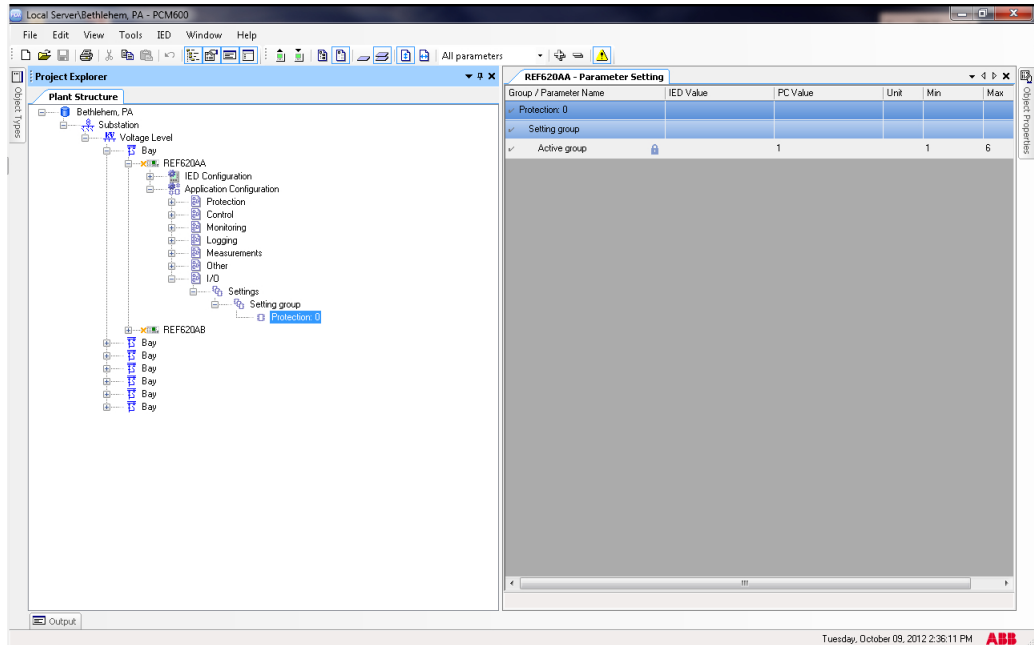 Local Server\Bethlehem, PA - PCM600
File Edit View Tools IED Window Help
All parameters
Object Types
Project Explorer
Plant Structure
Bethlehem, PA
Substation
Voltage Level
Bay
REF620AA
IED Configuration
Application Configuration
Protection
Control
Monitoring
Logging
Measurements
Other
I/O
Settings
Setting group
Protection: 0
REF620AB
Bay
Bay
Bay
Bay
Bay
Bay
REF620AA - Parameter Setting
Group / Parameter Name IED Value PC Value Unit Min Max
Protection: 0
Setting group
Active group 1 1 6
Object Properties
Output
Tuesday, October 09, 2012 2:36:11 PM ABB